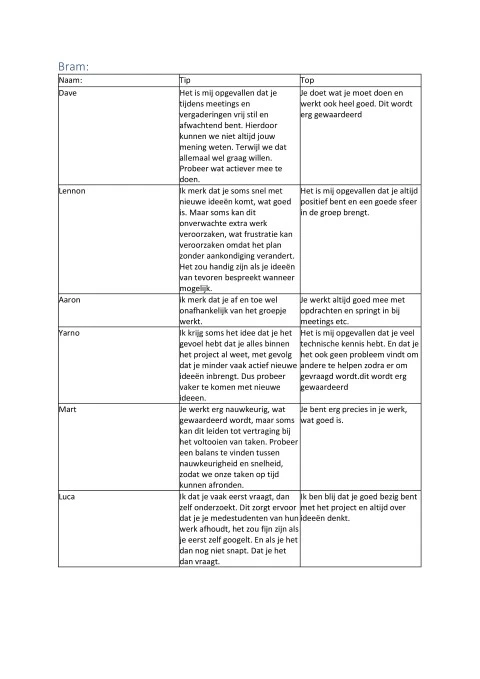 Bram:
Naam:
Tip
Top
Dave
Het is mij opgevallen dat je
tijdens meetings en
vergaderingen vrij stil en
afwachtend bent. Hierdoor
kunnen we niet altijd jouw
mening weten. Terwijl we dat
allemaal wel graag willen.
Probeer wat actiever mee te
doen.
Je doet wat je moet doen en
werkt ook heel goed. Dit wordt
erg gewaardeerd
Lennon
Ik merk dat je soms snel met
nieuwe ideeën komt, wat goed
is. Maar soms kan dit
onverwachte extra werk
veroorzaken, wat frustratie kan
veroorzaken omdat het plan
zonder aankondiging verandert.
Het zou handig zijn als je ideeën
van tevoren bespreekt wanneer
mogelijk.
Het is mij opgevallen dat je altijd
positief bent en een goede sfeer
in de groep brengt.
Aaron
Ik merk dat je af en toe wel
onafhankelijk van het groepje
werkt.
Je werkt altijd goed mee met
opdrachten en springt in bij
meetings etc.
Yarno
Ik krijg soms het idee dat je het
gevoel hebt dat je alles binnen
het project al weet, met gevolg
dat je minder vaak actief nieuwe
ideeën inbrengt. Dus probeer
vaker te komen met nieuwe
ideeen.
Het is mij opgevallen dat je veel
technische kennis hebt. En dat je
het ook geen probleem vindt om
andere te helpen zodra er om
gevraagd wordt.dit wordt erg
gewaardeerd
Mart
Je werkt erg nauwkeurig, wat
gewaardeerd wordt, maar soms
kan dit leiden tot vertraging bij
het voltooien van taken. Probeer
een balans te vinden tussen
nauwkeurigheid en snelheid,
zodat we onze taken op tijd
kunnen afronden.
Je bent erg precies in je werk,
wat goed is.
Luca
Ik dat je vaak eerst vraagt, dan
zelf onderzoekt. Dit zorgt ervoor
dat je je medestudenten van hun
werk afhoudt, het zou fijn zijn als
je eerst zelf googelt. En als je het
dan nog niet snapt. Dat je het
dan vraagt.
Ik ben blij dat je goed bezig bent
met het project en altijd over
ideeën denkt.